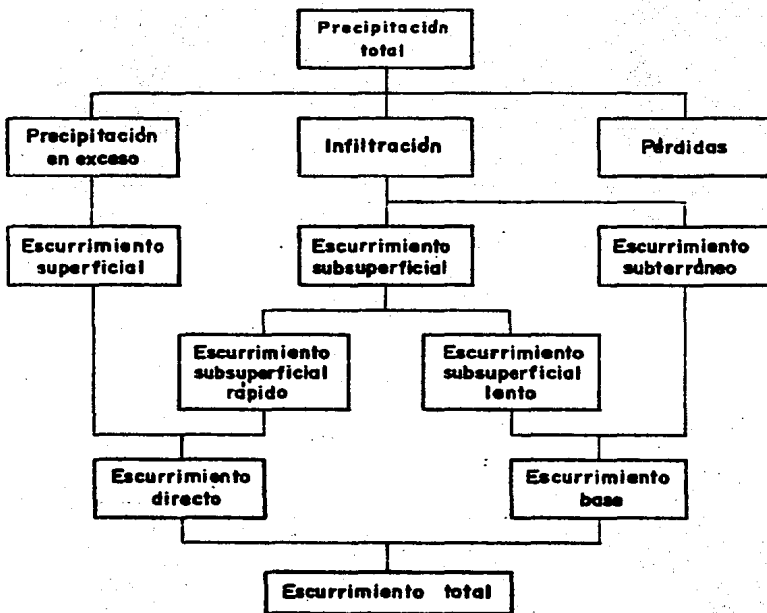 Precipitación
total
Precipitación
en exceso
Infiltración
Pérdidas
Escurrimiento
superficial
Escurrimiento
subsuperficial
Escurrimiento
subterráneo
Escurrimiento
subsuperficial
rápido
Escurrimiento
subsuperficial
lento
Escurrimiento
directo
Escurrimiento
base
Escurrimiento total